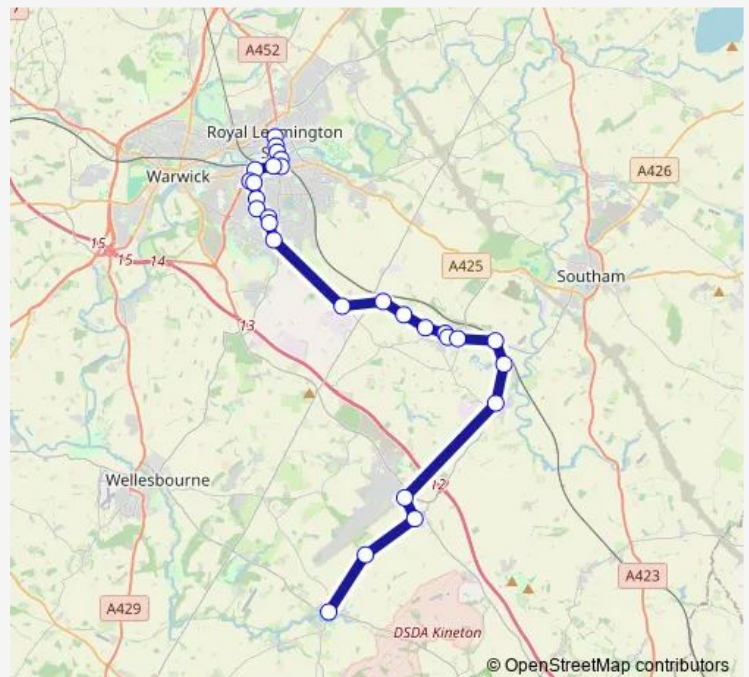 7
A452
Royal Leamington
Warwick
A426
A425
Southam
15
15
14
13
Wellesbourne
12
A423
A429
DSDA Kineton
© OpenStreetMap contributors